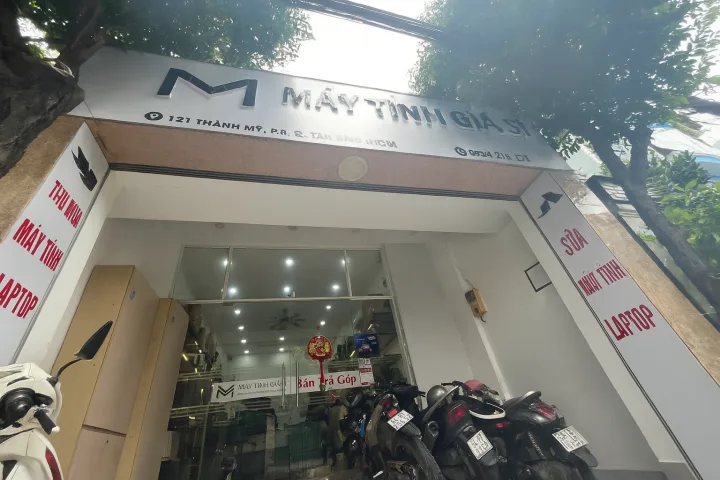 M MÁY TÍNH GIÁ SỈ
121 THÀNH MỸ, P.8, Q. TÂN BÌNH
THU MUA
MÁY TÍNH
LAPTOP
SỬA
MÁY TÍNH
LAPTOP
MÁY TÍNH GIÁ SỈ
Bán Trả Góp